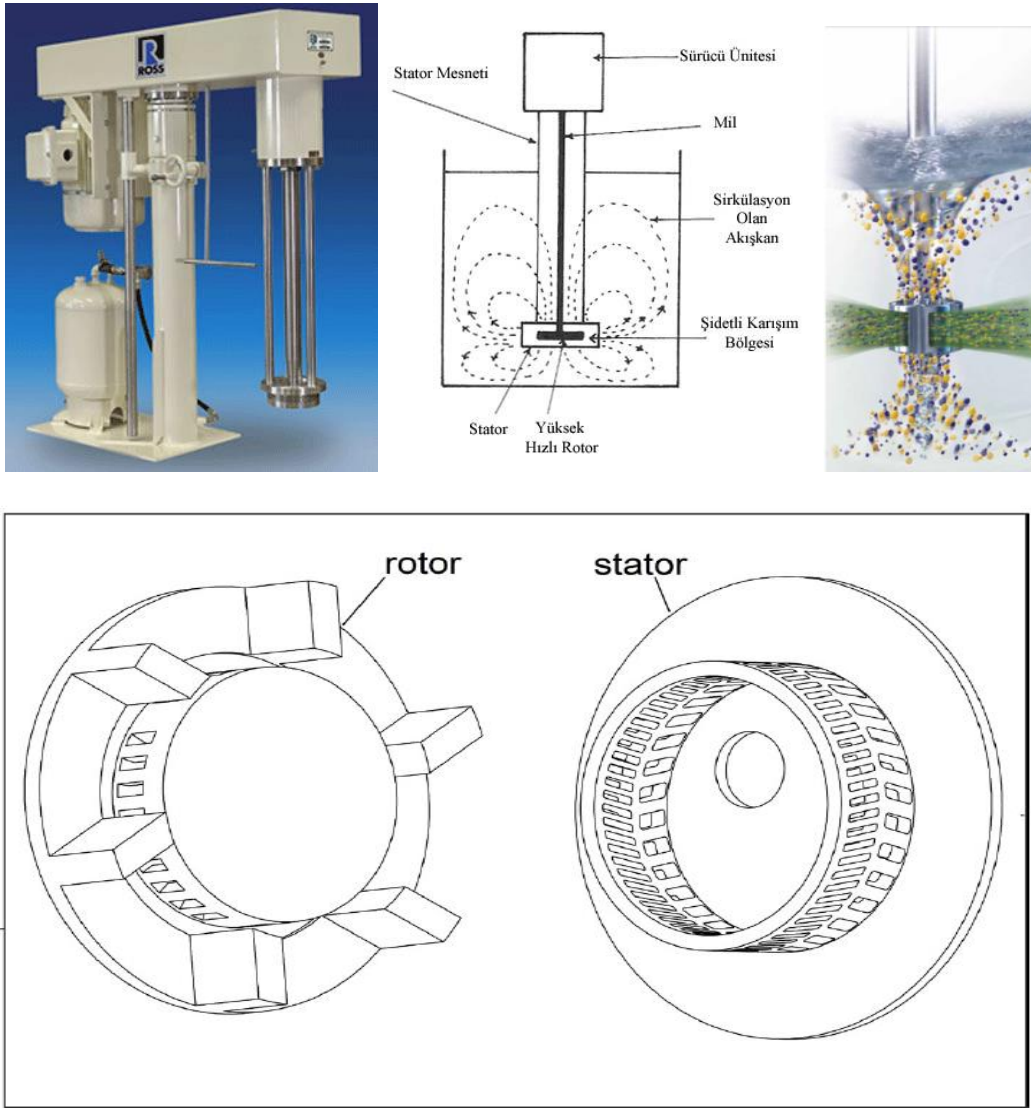 ROSS
Stator Mesneti
Sürücü Ünitesi
Mil
Sirkülasyon
Olan
Akışkan
Şidetli Karışım
Bölgesi
Stator
Yüksek
Hızlı Rotor
rotor
stator